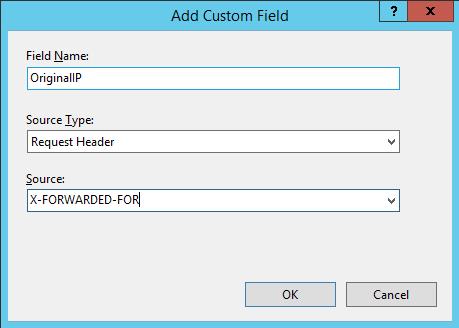 Add Custom Field
? x
Field Name:
OriginalIP
Source Type:
Request Header
Source:
X-FORWARDED-FOR
OK Cancel